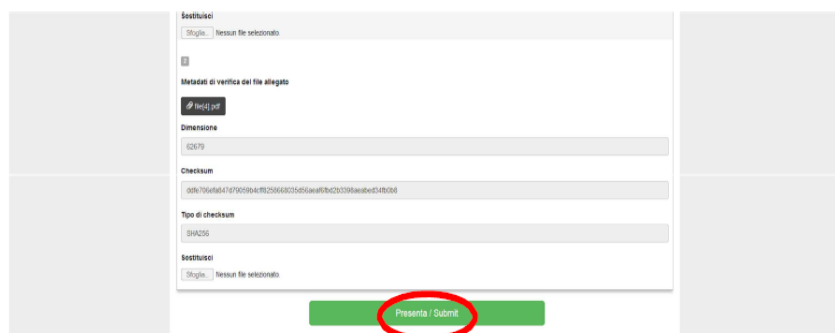 Sostituisci
Sfoglia... Nessun file selezionato.
2
Metadati di verifica del file allegato
file[4].pdf
Dimensione
62679
Checksum
Tipo di checksum
SHA256
Sostituisci
Sfoglia... Nessun file selezionato.
Presenta / Submit